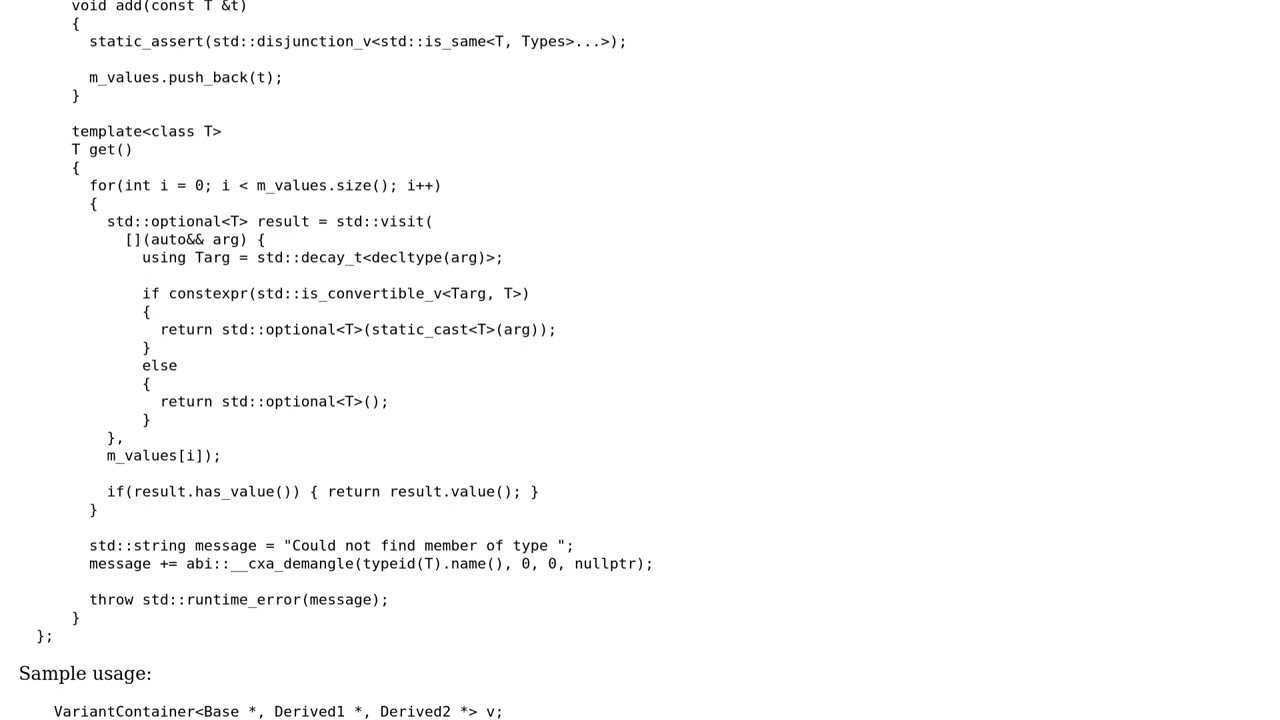 void add(const T &t)
{
static_assert(std::disjunction_v<std::is_same<T, Types>...>);
m_values.push_back(t);
}
template<class T>
T get()
{
for(int i = 0; i < m_values.size(); i++)
{
std::optional<T> result = std::visit(
[](auto&& arg) {
using Targ = std::decay_t<decltype(arg)>;
if constexpr(std::is_convertible_v<Targ, T>)
{
return std::optional<T>(static_cast<T>(arg));
}
else
{
return std::optional<T>();
}
},
m_values[i]);
if(result.has_value()) { return result.value(); }
}
std::string message = "Could not find member of type ";
message += abi::__cxa_demangle(typeid(T).name(), 0, 0, nullptr);
throw std::runtime_error(message);
}
};
Sample usage:
VariantContainer<Base *, Derived1 *, Derived2 *> v;